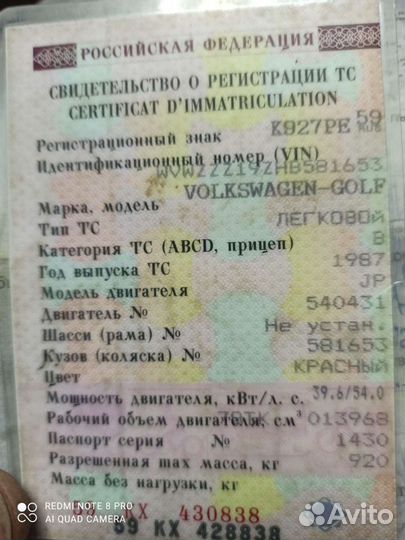 РОССИЙСКАЯ ФЕДЕРАЦИЯ
СВИДЕТЕЛЬСТВО О РЕГИСТРАЦИИ ТС
CERTIFICAT D'IMMATRICULATION
Регистрационный знак К927РЕ 59 RUS
Идентификационный номер (VIN) WVWZZZ19ZHB581653
Марка, модель VOLKSWAGEN-GOLF
Тип ТС ЛЕГКОВОЙ
Категория ТС (ABCD, прицеп) B
Год выпуска ТС 1987
Модель двигателя JP
Двигатель № 540431
Шасси (рама) № Не устан.
Кузов (коляска) № 581653
Цвет КРАСНЫЙ
Мощность двигателя, кВт/л. с. 39.6/54.0
Рабочий объем двигателя, см³
Паспорт серия № 013968
Разрешенная max масса, кг 1430
Масса без нагрузки, кг 920
КХ 430838
59 КХ 428838
REDMI NOTE 8 PRO
AI QUAD CAMERA
Avito